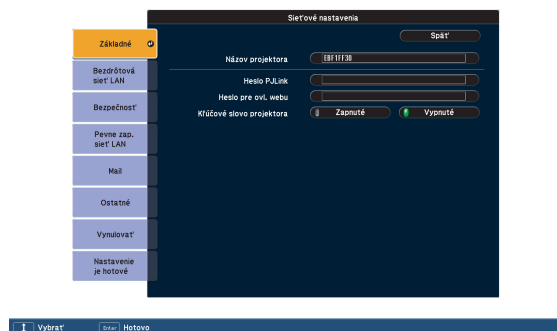 Sieťové nastavenia
Späť
Základné
Názov projektora
EBF1FF30
Bezdrôtová
sieť LAN
Heslo PJLink
Heslo pre ovl. webu
Bezpečnosť
Kľúčové slovo projektora
Zapnuté
Vypnuté
Pevne zap.
sieť LAN
Mail
Ostatné
Vynulovať
Nastavenie
je hotové
Vybrať
Enter
Hotovo